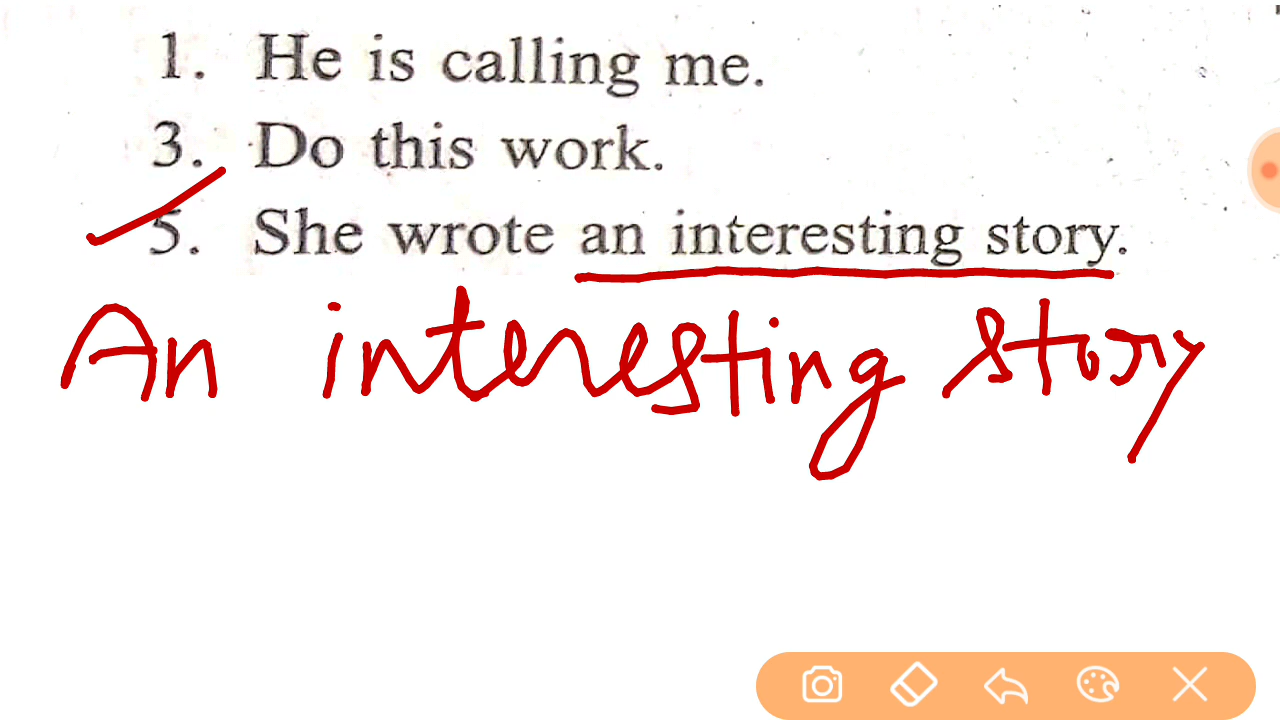 1. He is calling me.
3. Do this work.
5. She wrote an interesting story.
An interesting story